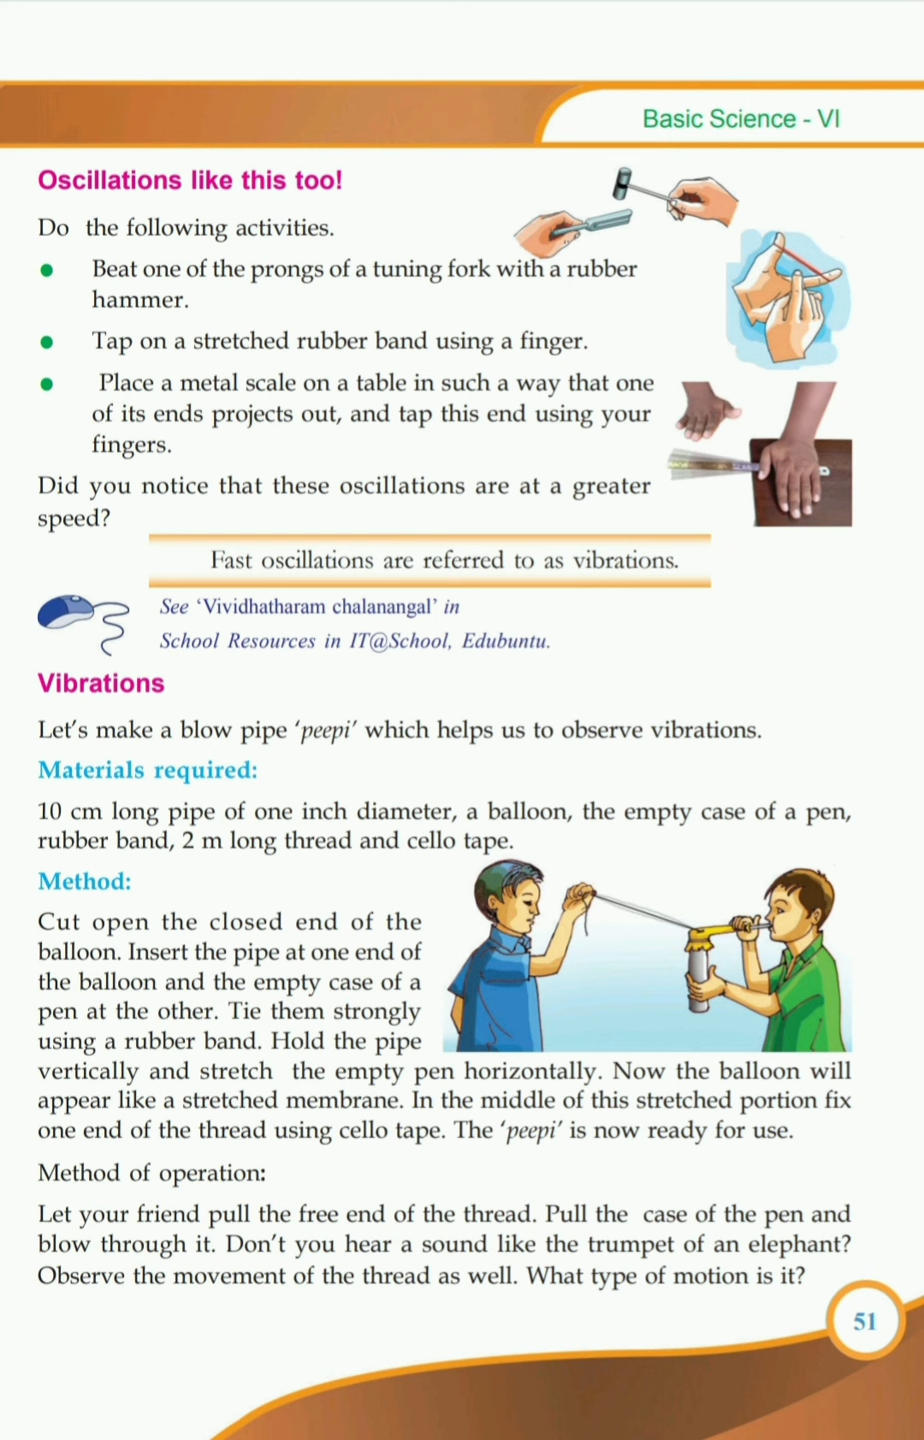 Basic Science - VI
Oscillations like this too!
Do the following activities.
● Beat one of the prongs of a tuning fork with a rubber
hammer.
● Tap on a stretched rubber band using a finger.
● Place a metal scale on a table in such a way that one
of its ends projects out, and tap this end using your
fingers.
Did you notice that these oscillations are at a greater
speed?
Fast oscillations are referred to as vibrations.
See ‘Vividhatharam chalanangal’ in
School Resources in IT@School, Edubuntu.
Vibrations
Let’s make a blow pipe ‘peepi’ which helps us to observe vibrations.
Materials required:
10 cm long pipe of one inch diameter, a balloon, the empty case of a pen,
rubber band, 2 m long thread and cello tape.
Method:
Cut open the closed end of the
balloon. Insert the pipe at one end of
the balloon and the empty case of a
pen at the other. Tie them strongly
using a rubber band. Hold the pipe
vertically and stretch the empty pen horizontally. Now the balloon will
appear like a stretched membrane. In the middle of this stretched portion fix
one end of the thread using cello tape. The ‘peepi’ is now ready for use.
Method of operation:
Let your friend pull the free end of the thread. Pull the case of the pen and
blow through it. Don’t you hear a sound like the trumpet of an elephant?
Observe the movement of the thread as well. What type of motion is it?
51